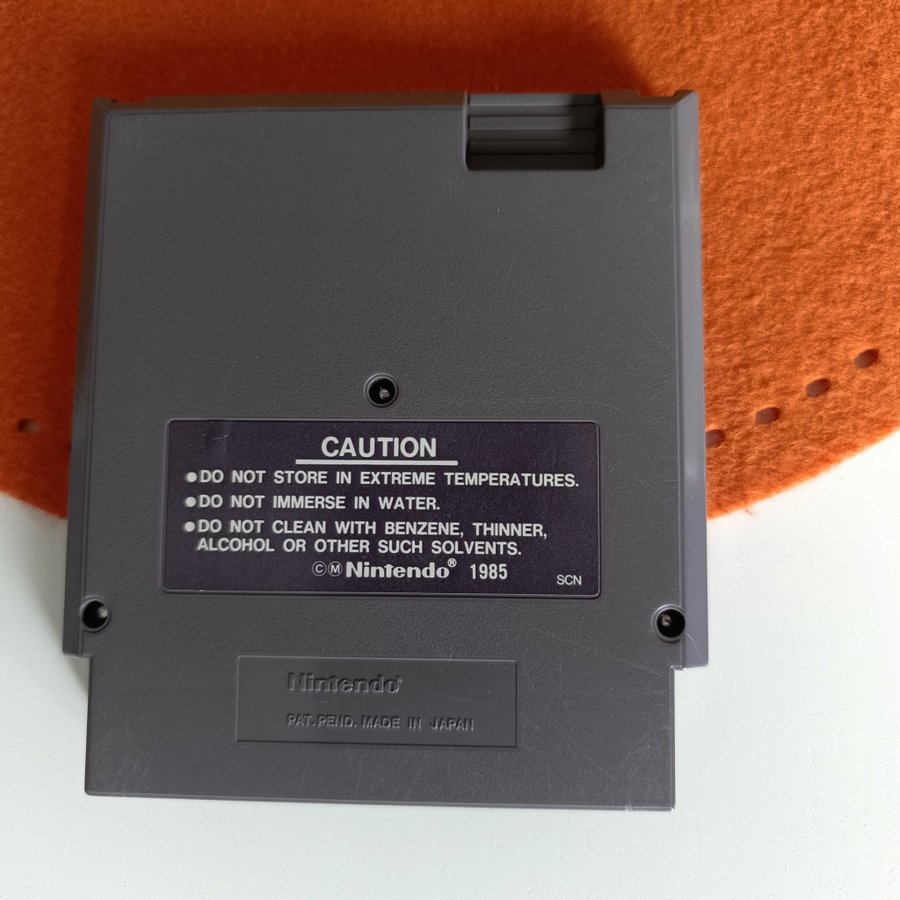 CAUTION
●DO NOT STORE IN EXTREME TEMPERATURES.
●DO NOT IMMERSE IN WATER.
●DO NOT CLEAN WITH BENZENE, THINNER,
ALCOHOL OR OTHER SUCH SOLVENTS.
ⒸⓂ Nintendo® 1985 SCN
Nintendo®
PAT. PEND. MADE IN JAPAN